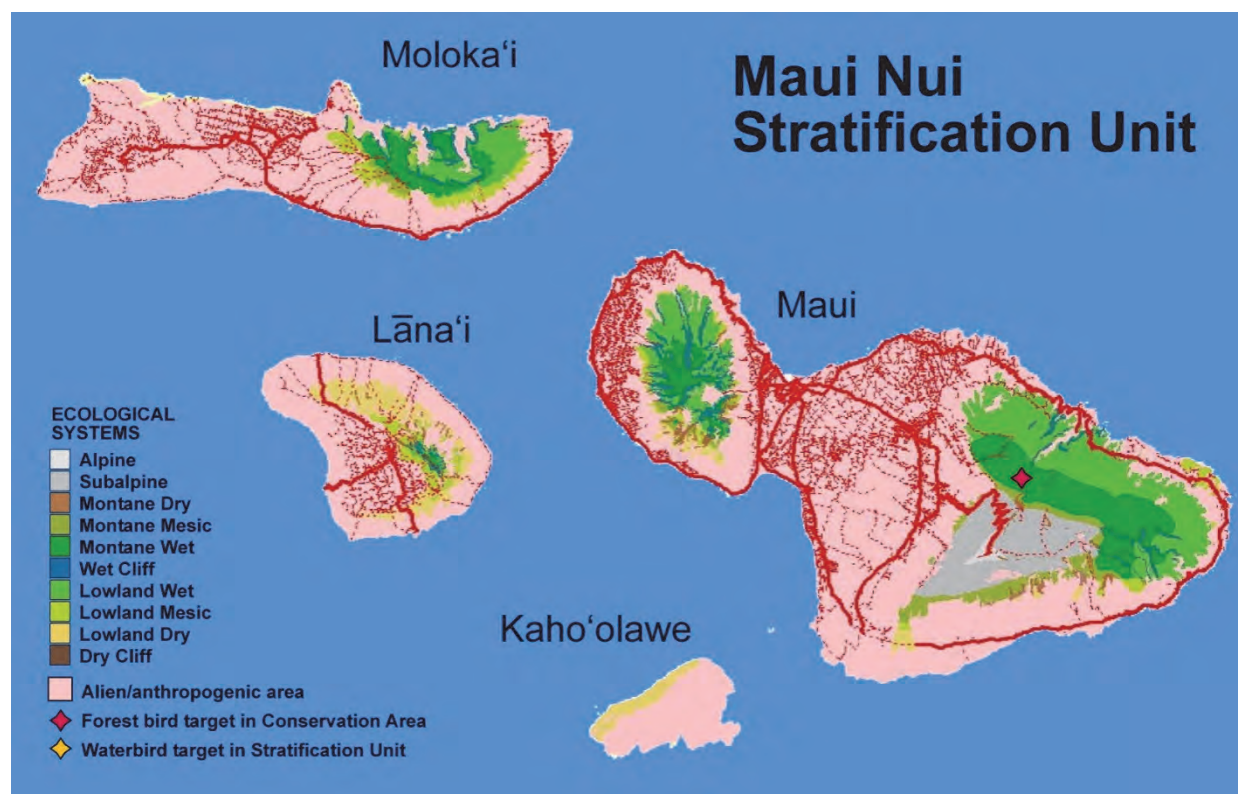 Moloka‘i
Maui Nui
Stratification Unit
Maui
Lāna‘i
ECOLOGICAL
SYSTEMS
Alpine
Subalpine
Montane Dry
Montane Mesic
Montane Wet
Wet Cliff
Lowland Wet
Lowland Mesic
Lowland Dry
Dry Cliff
Alien/anthropogenic area
Forest bird target in Conservation Area
Waterbird target in Stratification Unit
Kaho‘olawe